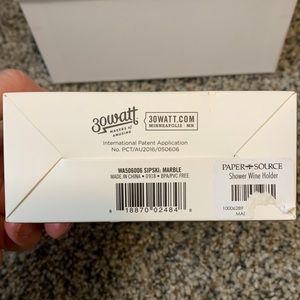 30watt
MAKERS of
AMUSING
30WATT.COM
MINNEAPOLIS MN
International Patent Application
No. PCT/AU2016/050606
WA506006 SIPSKI: MARBLE
MADE IN CHINA • 0918 • BPA/PVC FREE
8 18870 02484 8
PAPER SOURCE
Shower Wine Holder
10006289